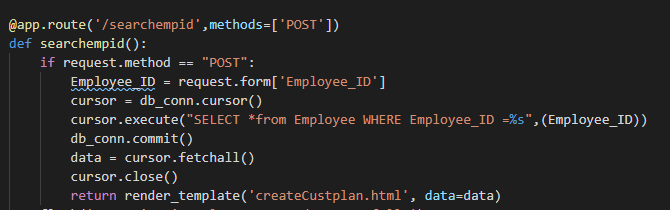 @app.route('/searchempid',methods=['POST'])
def searchempid():
if request.method == "POST":
Employee_ID = request.form['Employee_ID']
cursor = db_conn.cursor()
cursor.execute("SELECT *from Employee WHERE Employee_ID =%s",(Employee_ID))
db_conn.commit()
data = cursor.fetchall()
cursor.close()
return render_template('createCustplan.html', data=data)